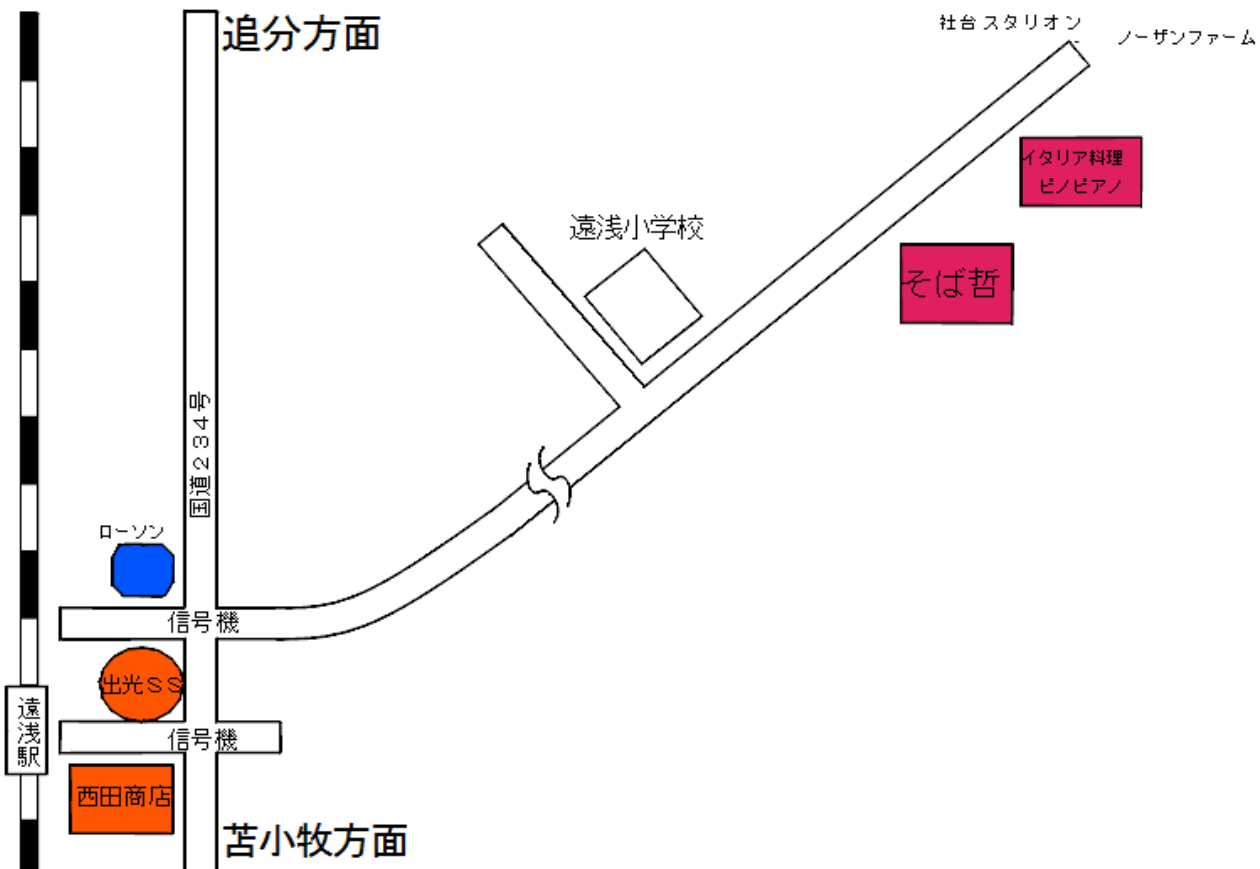 追分方面
社台スタリオン
ノーザンファーム
イタリア料理
ピノピアノ
遠浅小学校
そば哲
国道２３４号
ローソン
信号機
出光ＳＳ
遠浅駅
信号機
西田商店
苫小牧方面